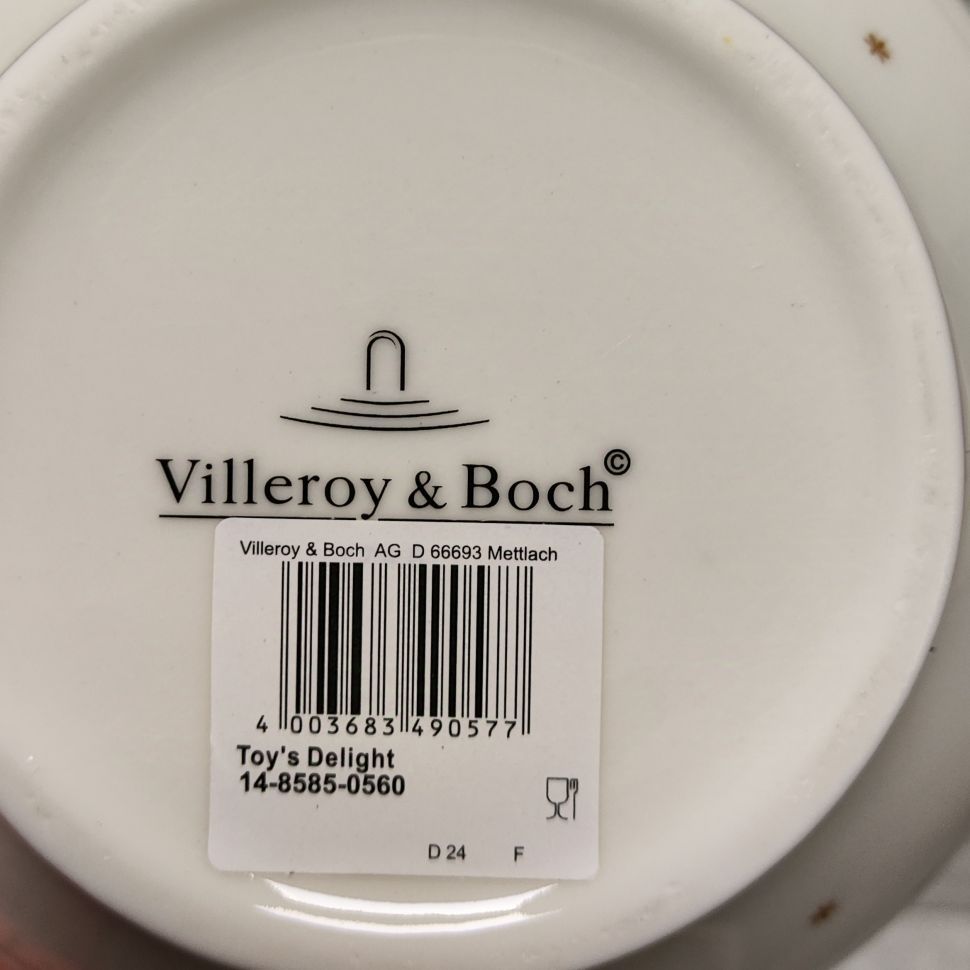 Villeroy & Boch©
Villeroy & Boch AG D 66693 Mettlach
4 003683 490577
Toy's Delight
14-8585-0560
D 24 F